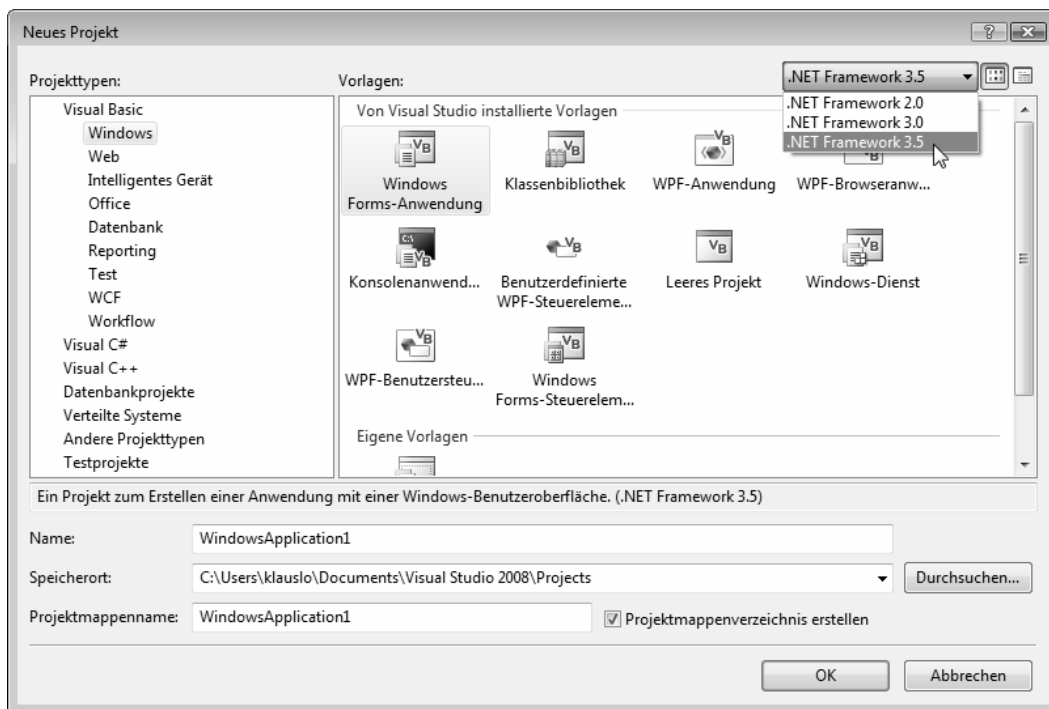 Neues Projekt
Projekttypen:
Vorlagen:
.NET Framework 3.5
.NET Framework 2.0
.NET Framework 3.0
.NET Framework 3.5
Visual Basic
Windows
Web
Intelligentes Gerät
Office
Datenbank
Reporting
Test
WCF
Workflow
Visual C#
Visual C++
Datenbankprojekte
Verteilte Systeme
Andere Projekttypen
Testprojekte
Von Visual Studio installierte Vorlagen
Windows
Forms-Anwendung
Klassenbibliothek
WPF-Anwendung
WPF-Browseranw...
Konsolenanwend...
Benutzerdefinierte
WPF-Steuereleme...
Leeres Projekt
Windows-Dienst
WPF-Benutzersteu...
Windows
Forms-Steuerelem...
Eigene Vorlagen
Ein Projekt zum Erstellen einer Anwendung mit einer Windows-Benutzeroberfläche. (.NET Framework 3.5)
Name:
WindowsApplication1
Speicherort:
C:\Users\klauslo\Documents\Visual Studio 2008\Projects
Durchsuchen...
Projektmappenname:
WindowsApplication1
Projektmappenverzeichnis erstellen
OK
Abbrechen